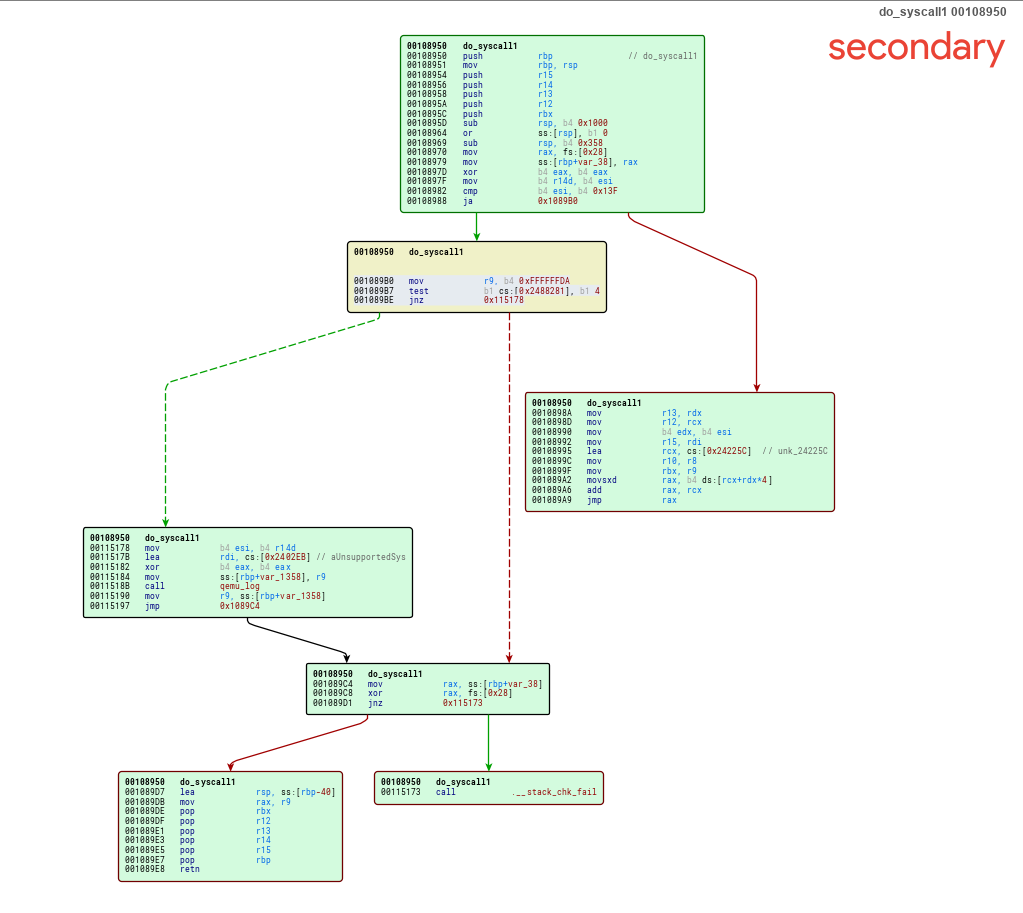 do_syscall1 00108950
secondary
00108950 do_syscall1
00108950 push rbp // do_syscall1
00108951 mov rbp, rsp
00108954 push r15
00108956 push r14
00108958 push r13
0010895A push r12
0010895C push rbx
0010895D sub rsp, b4 0x1000
00108964 or ss:[rsp], b1 0
00108969 sub rsp, b4 0x358
00108970 mov rax, fs:[0x28]
00108979 mov ss:[rbp+var_38], rax
0010897D xor b4 eax, b4 eax
0010897F mov b4 r14d, b4 esi
00108982 cmp b4 esi, b4 0x13F
00108988 ja 0x1089B0
00108950 do_syscall1
001089B0 mov r9, b4 0xFFFFFFDA
001089B7 test b1 cs:[0x2488281], b1 4
001089BE jnz 0x115178
00108950 do_syscall1
0010898A mov r13, rdx
0010898D mov r12, rcx
00108990 mov b4 edx, b4 esi
00108992 mov r15, rdi
00108995 lea rcx, cs:[0x24225C] // unk_24225C
0010899C mov r10, r8
0010899F mov rbx, r9
001089A2 movsxd rax, b4 ds:[rcx+rdx*4]
001089A6 add rax, rcx
001089A9 jmp rax
00108950 do_syscall1
00115178 mov b4 esi, b4 r14d
0011517B lea rdi, cs:[0x2402EB] // aUnsupportedSys
00115182 xor b4 eax, b4 eax
00115184 mov ss:[rbp+var_1358], r9
0011518B call qemu_log
00115190 mov r9, ss:[rbp+var_1358]
00115197 jmp 0x1089C4
00108950 do_syscall1
001089C4 mov rax, ss:[rbp+var_38]
001089C8 xor rax, fs:[0x28]
001089D1 jnz 0x115173
00108950 do_syscall1
001089D7 lea rsp, ss:[rbp-40]
001089DB mov rax, r9
001089DE pop rbx
001089DF pop r12
001089E1 pop r13
001089E3 pop r14
001089E5 pop r15
001089E7 pop rbp
001089E8 retn
00108950 do_syscall1
00115173 call .__stack_chk_fail